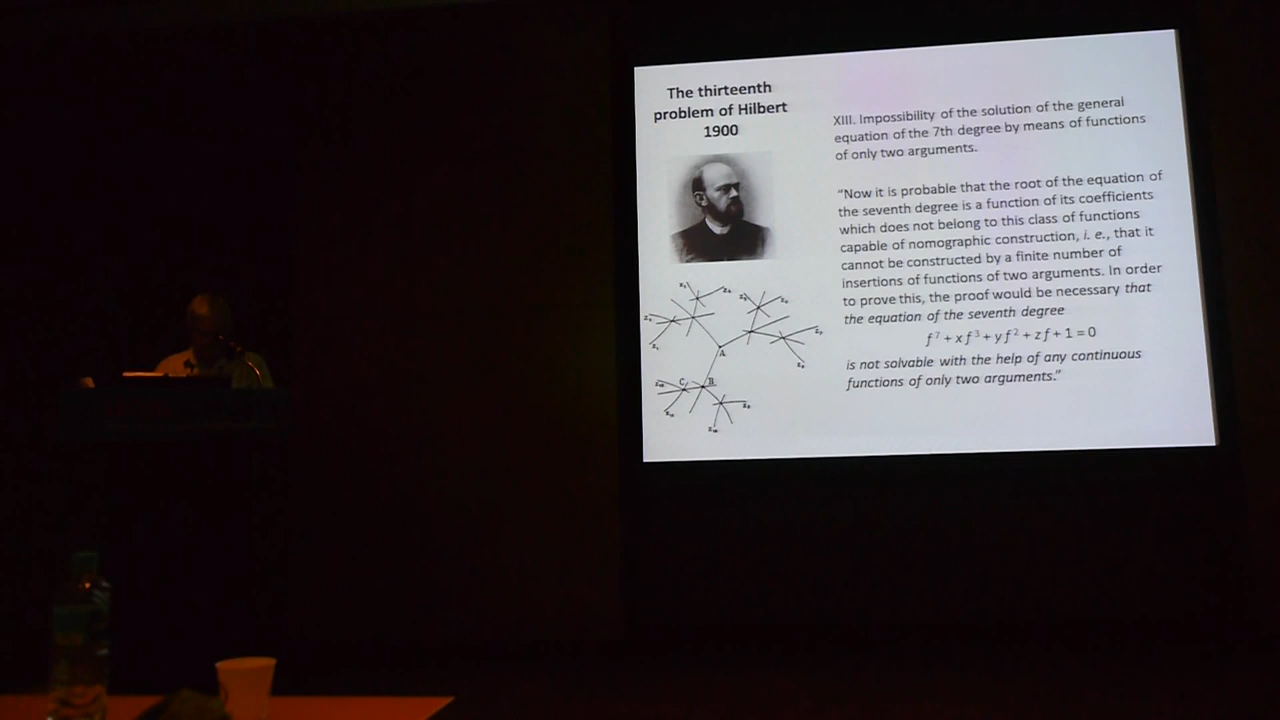 The thirteenth
problem of Hilbert
1900
XIII. Impossibility of the solution of the general
equation of the 7th degree by means of functions
of only two arguments.
“Now it is probable that the root of the equation of
the seventh degree is a function of its coefficients
which does not belong to this class of functions
capable of nomographic construction, i. e., that it
cannot be constructed by a finite number of
insertions of functions of two arguments. In order
to prove this, the proof would be necessary that
the equation of the seventh degree
f⁷ + x f³ + y f² + z f + 1 = 0
is not solvable with the help of any continuous
functions of only two arguments.”
A
C
B